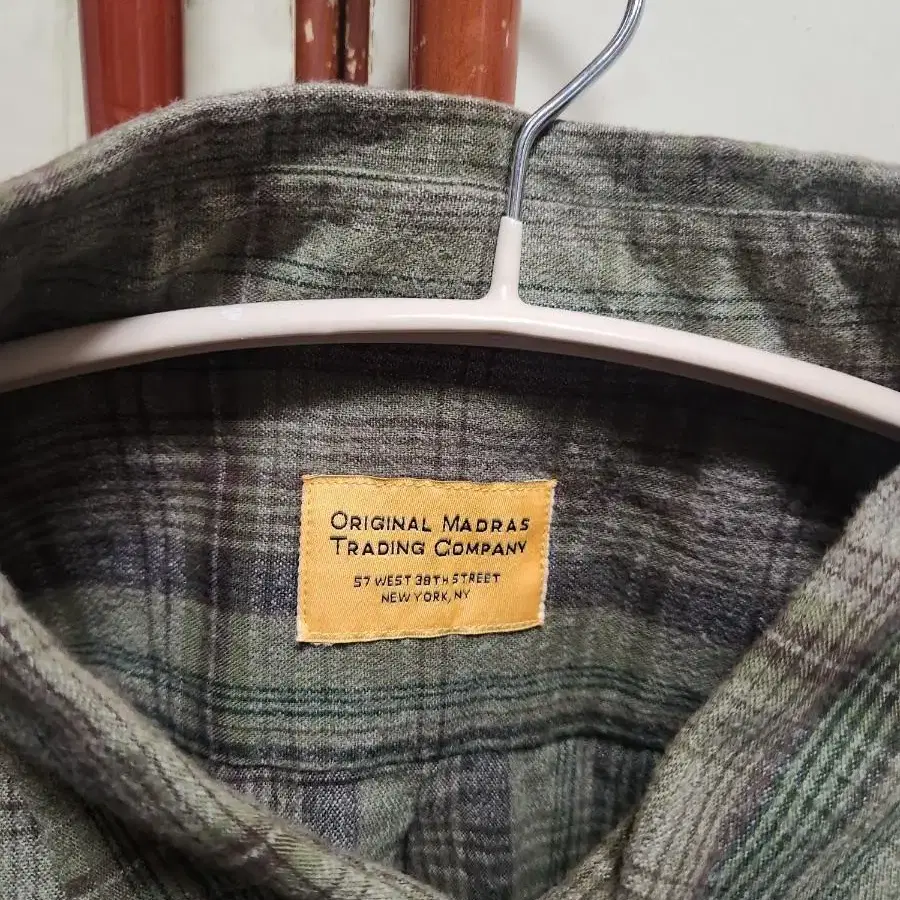 ORIGINAL MADRAS
TRADING COMPANY
57 WEST 38TH STREET
NEW YORK, NY